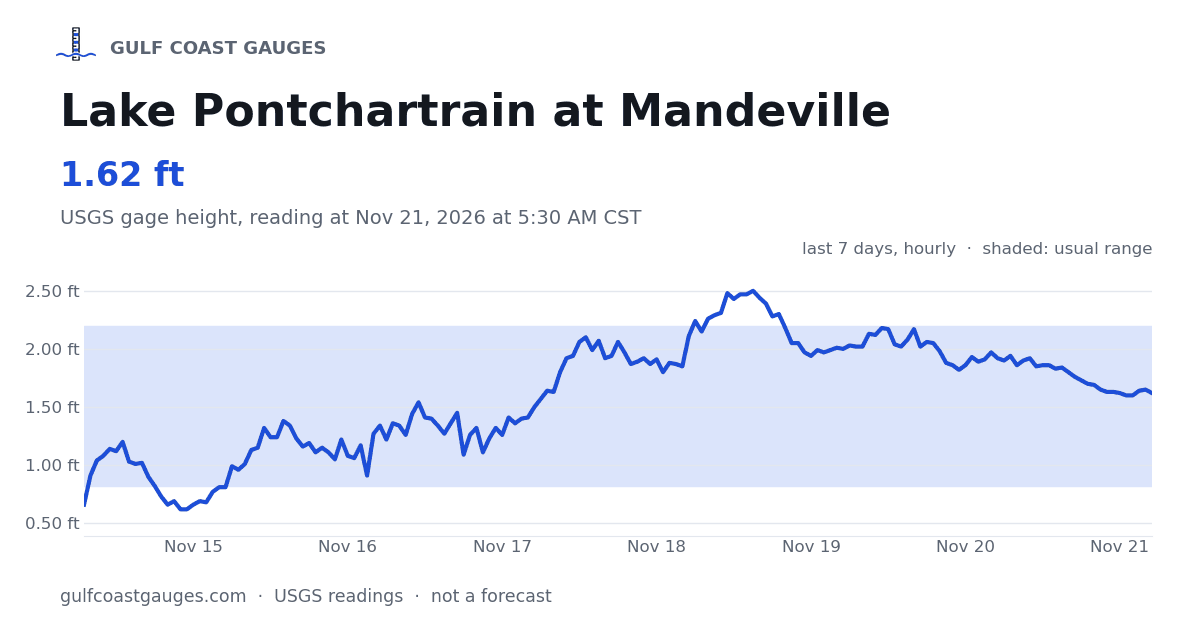 GULF COAST GAUGES
Lake Pontchartrain at Mandeville
1.62 ft
USGS gage height, reading at Nov 21, 2026 at 5:30 AM CST
last 7 days, hourly · shaded: usual range
2.50 ft
2.00 ft
1.50 ft
1.00 ft
0.50 ft
Nov 15 Nov 16 Nov 17 Nov 18 Nov 19 Nov 20 Nov 21
gulfcoastgauges.com · USGS readings · not a forecast